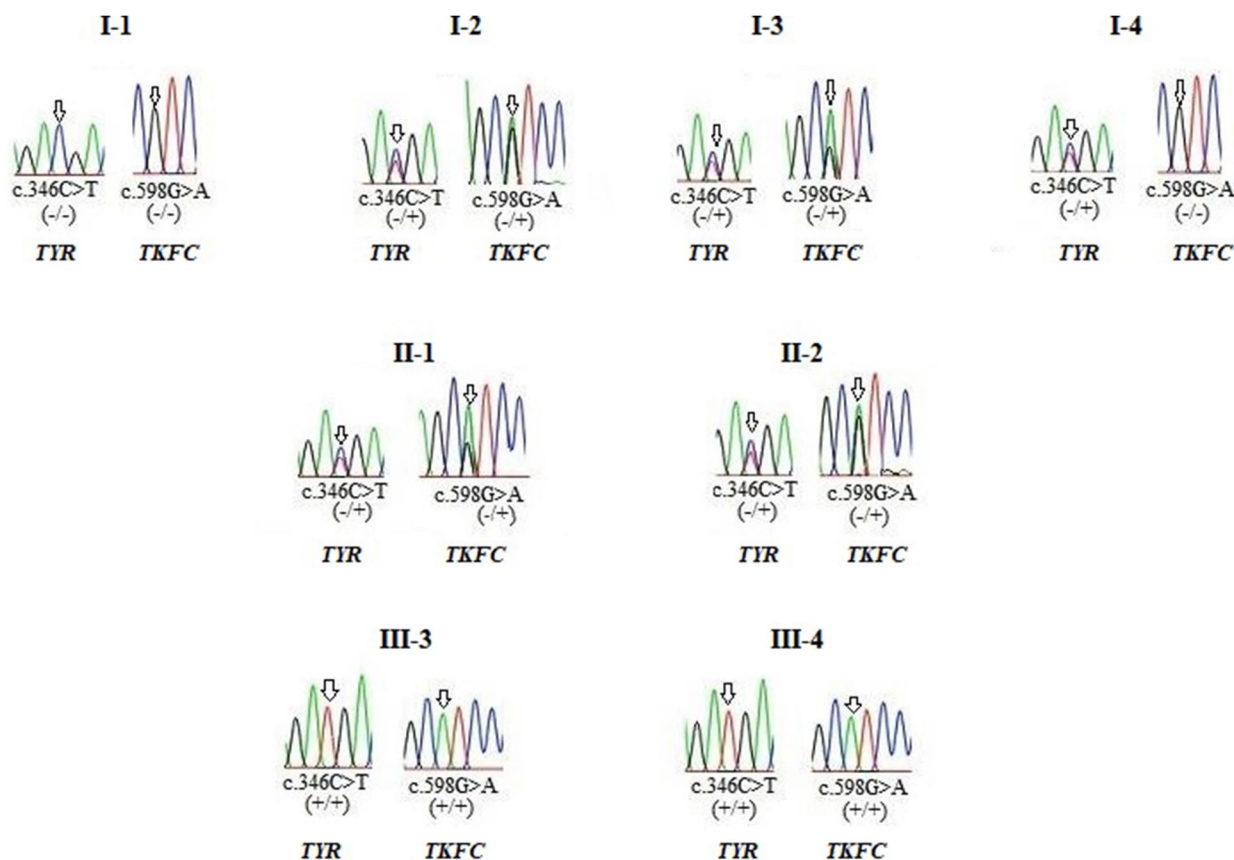 I-1 I-2 I-3 I-4
c.346C>T c.598G>A c.346C>T c.598G>A c.346C>T c.598G>A c.346C>T c.598G>A
(-/-) (-/-) (-/+) (-/+) (-/+) (-/+) (-/+) (-/-)
TYR TKFC TYR TKFC TYR TKFC TYR TKFC
II-1 II-2
c.346C>T c.598G>A c.346C>T c.598G>A
(-/+) (-/+) (-/+) (-/+)
TYR TKFC TYR TKFC
III-3 III-4
c.346C>T c.598G>A c.346C>T c.598G>A
(+/+) (+/+) (+/+) (+/+)
TYR TKFC TYR TKFC